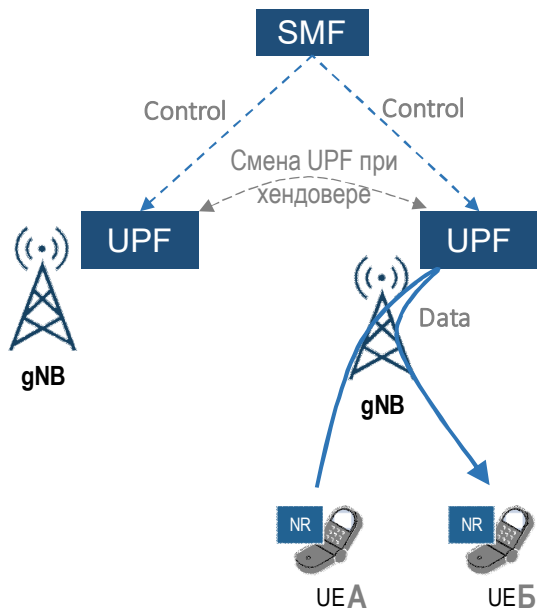 SMF
Control
Control
Смена UPF при
хендовере
UPF
UPF
Data
gNB
gNB
NR
NR
UE А
UE Б